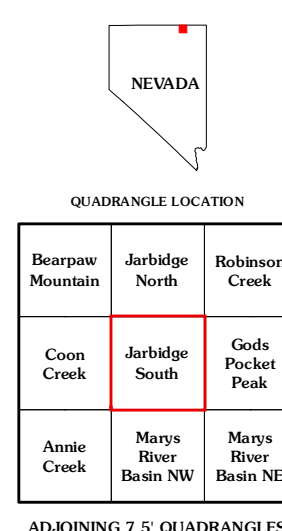 NEVADA
QUADRANGLE LOCATION
Bearpaw
Mountain
Jarbidge
North
Robinson
Creek
Coon
Creek
Jarbidge
South
Gods
Pocket
Peak
Annie
Creek
Marys
River
Basin NW
Marys
River
Basin NE
ADJOINING 7.5' QUADRANGLES